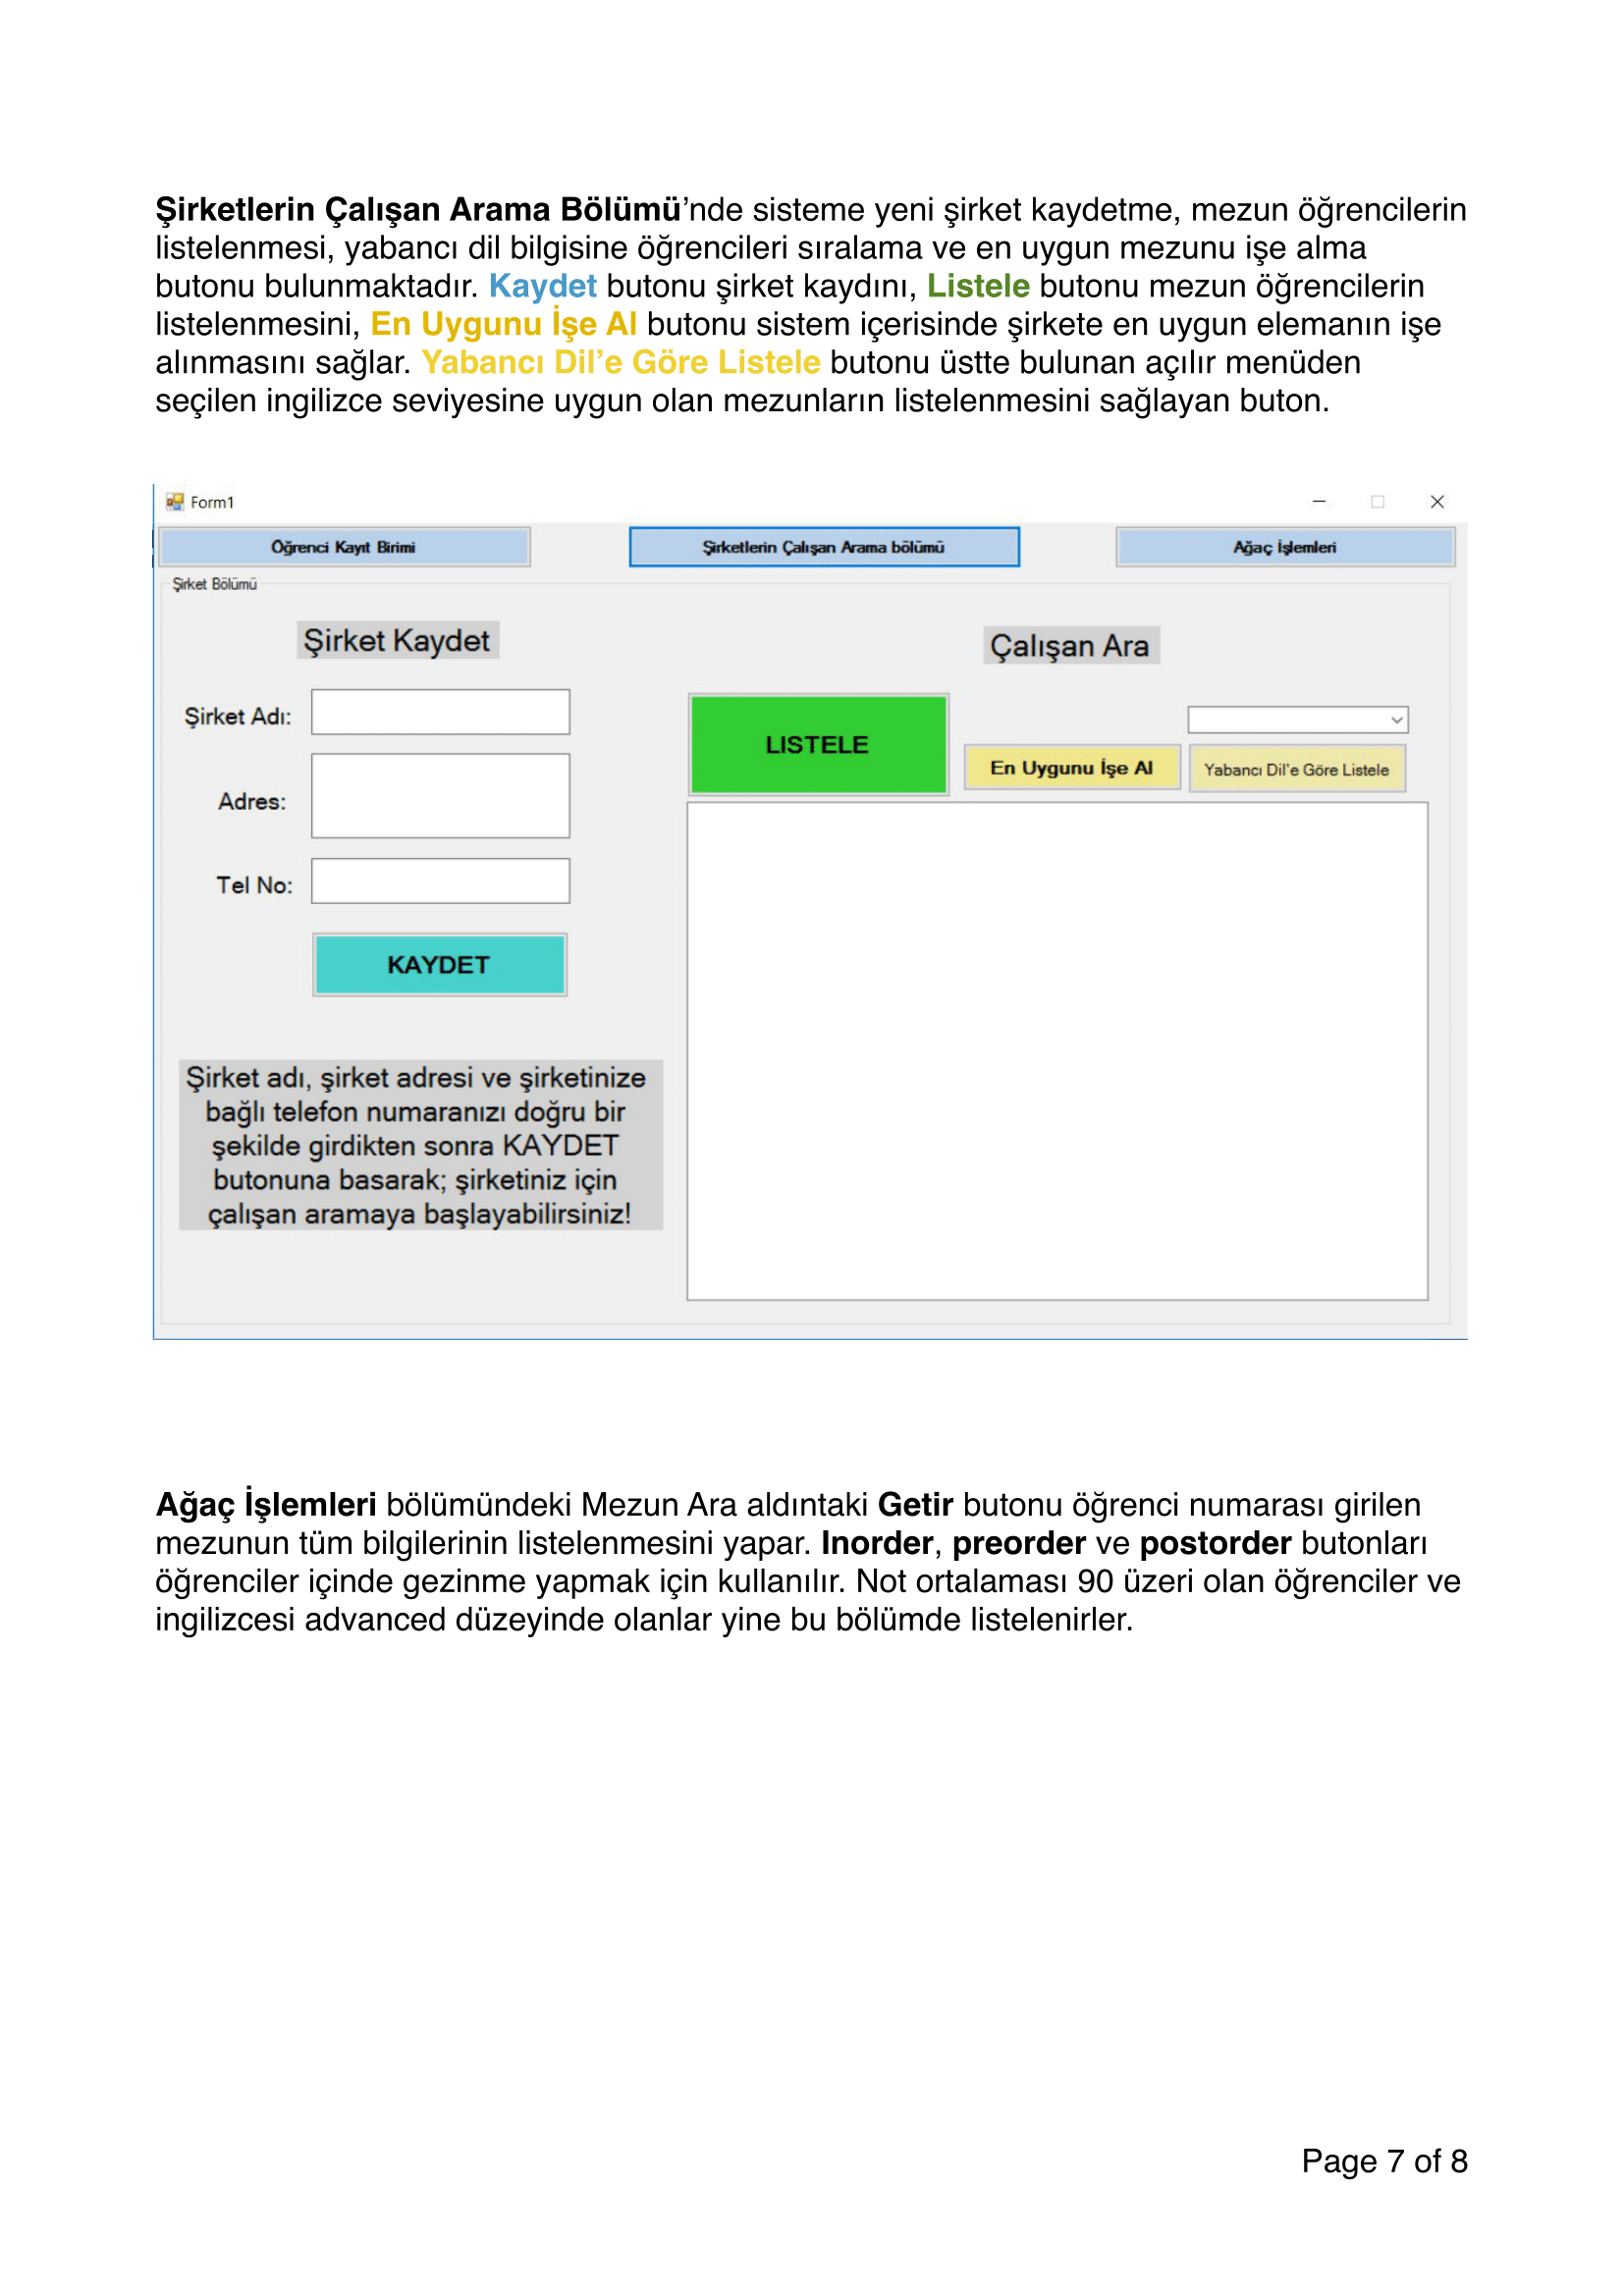 Şirketlerin Çalışan Arama Bölümü’nde sisteme yeni şirket kaydetme, mezun öğrencilerin
listelenmesi, yabancı dil bilgisine öğrencileri sıralama ve en uygun mezunu işe alma
butonu bulunmaktadır. Kaydet butonu şirket kaydını, Listele butonu mezun öğrencilerin
listelenmesini, En Uygunu İşe Al butonu sistem içerisinde şirkete en uygun elemanın işe
alınmasını sağlar. Yabancı Dil’e Göre Listele butonu üstte bulunan açılır menüden
seçilen ingilizce seviyesine uygun olan mezunların listelenmesini sağlayan buton.
Form1
Öğrenci Kayıt Birimi
Şirketlerin Çalışan Arama bölümü
Ağaç İşlemleri
Şirket Bölümü
Şirket Kaydet
Çalışan Ara
Şirket Adı:
LISTELE
En Uygunu İşe Al
Yabancı Dil'e Göre Listele
Adres:
Tel No:
KAYDET
Şirket adı, şirket adresi ve şirketinize
bağlı telefon numaranızı doğru bir
şekilde girdikten sonra KAYDET
butonuna basarak; şirketiniz için
çalışan aramaya başlayabilirsiniz!
Ağaç İşlemleri bölümündeki Mezun Ara aldıntaki Getir butonu öğrenci numarası girilen
mezunun tüm bilgilerinin listelenmesini yapar. Inorder, preorder ve postorder butonları
öğrenciler içinde gezinme yapmak için kullanılır. Not ortalaması 90 üzeri olan öğrenciler ve
ingilizcesi advanced düzeyinde olanlar yine bu bölümde listelenirler.
Page 7 of 8